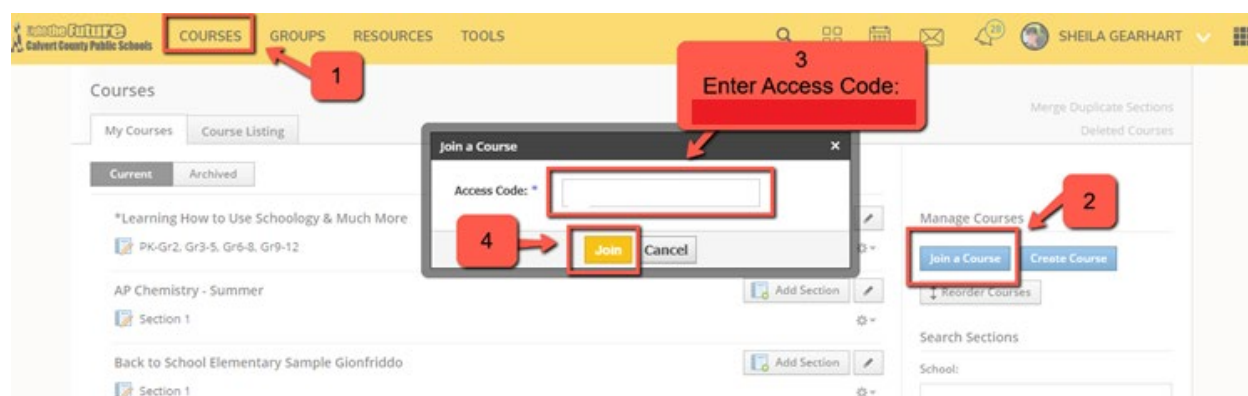 into the Future
Calvert County Public Schools
COURSES GROUPS RESOURCES TOOLS
28
SHEILA GEARHART
1
3
Enter Access Code:
Courses
Merge Duplicate Sections
Deleted Courses
My Courses Course Listing
Join a Course ×
Current Archived
Access Code: *
*Learning How to Use Schoology & Much More
PK-Gr2, Gr3-5, Gr6-8, Gr9-12
4
Join Cancel
Manage Courses
2
Join a Course Create Course
Reorder Courses
AP Chemistry - Summer
Add Section
Section 1
Search Sections
Back to School Elementary Sample Gionfriddo
Add Section
School:
Section 1